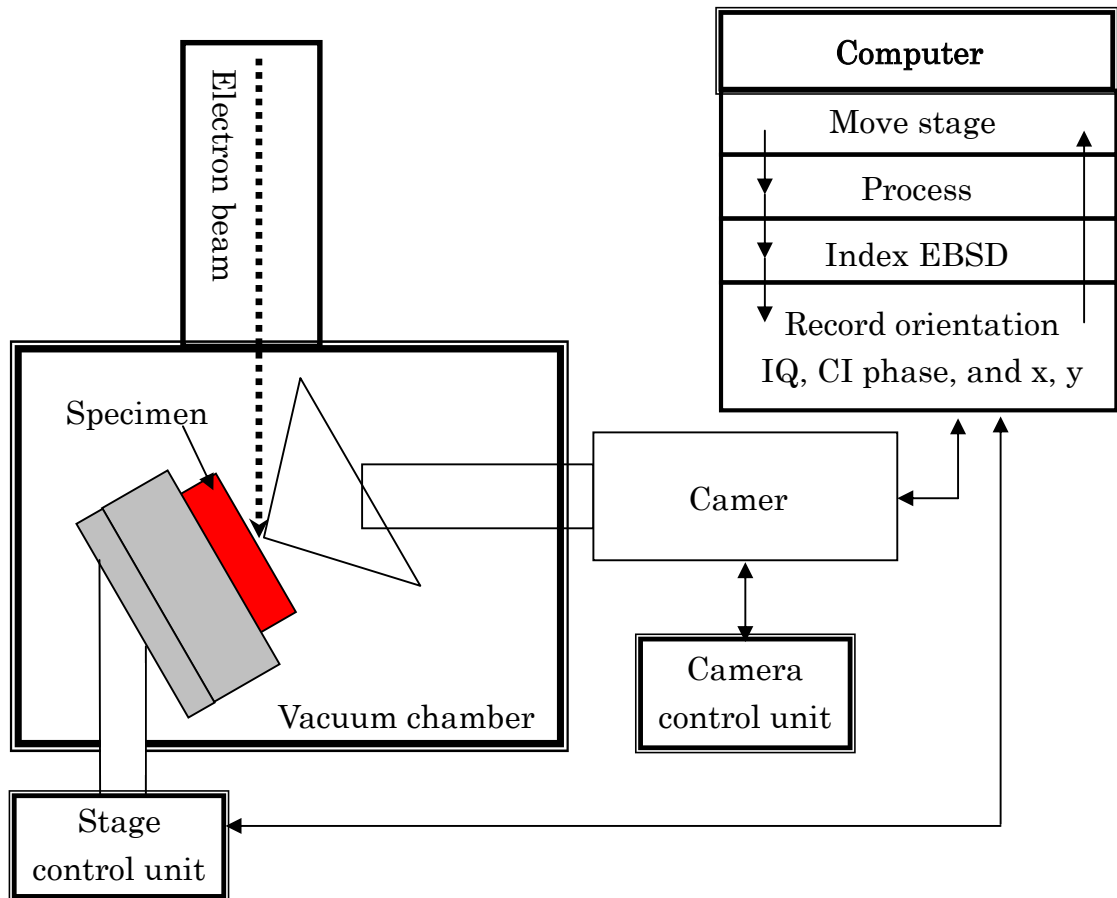 Computer
Move stage
Process
Index EBSD
Record orientation
IQ, CI phase, and x, y
Electron beam
Specimen
Camer
Camera
control unit
Vacuum chamber
Stage
control unit